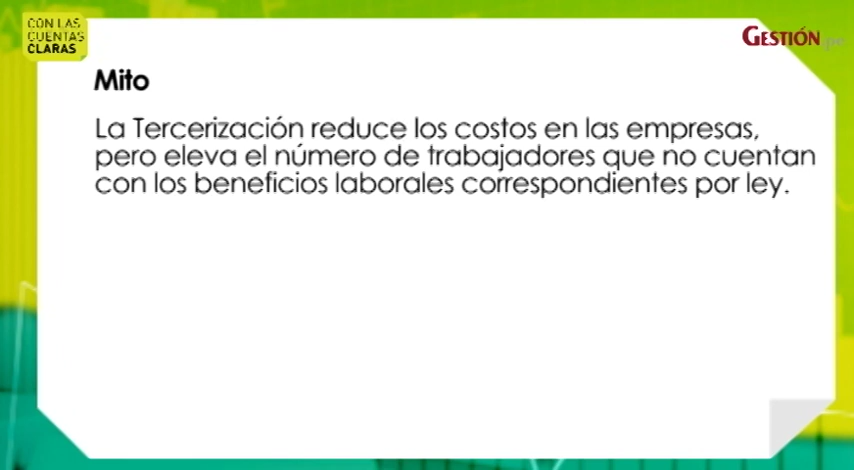 CON LAS
CUENTAS
CLARAS
GESTIÓN.pe
Mito
La Tercerización reduce los costos en las empresas,
pero eleva el número de trabajadores que no cuentan
con los beneficios laborales correspondientes por ley.